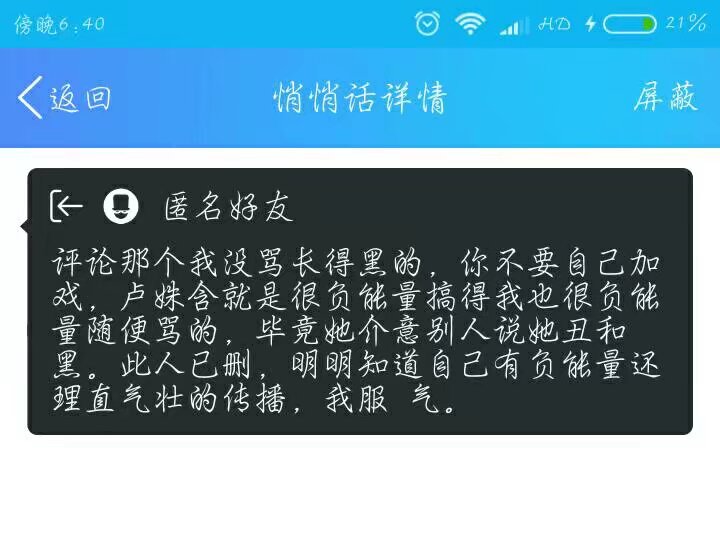 傍晚6:40 HD 21%
返回 悄悄话详情 屏蔽
匿名好友
评论那个我没骂长得黑的，你不要自己加
戏，卢姝含就是很负能量搞得我也很负能
量随便骂的，毕竟她介意别人说她丑和
黑。此人已删，明明知道自己有负能量还
理直气壮的传播，我服 气。